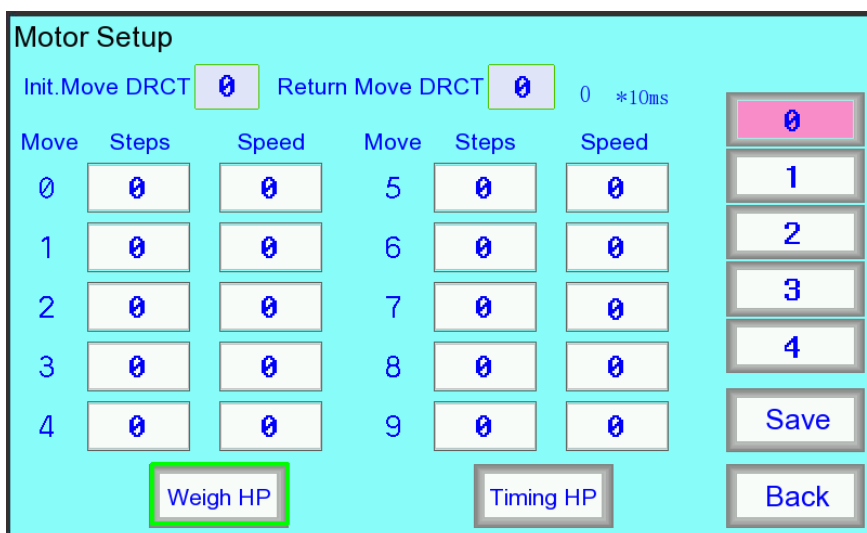 Motor Setup
Init.Move DRCT 0 Return Move DRCT 0 0 *10ms
0
Move Steps Speed Move Steps Speed
0 0 0 5 0 0
1
1 0 0 6 0 0
2
2 0 0 7 0 0
3
3 0 0 8 0 0
4
4 0 0 9 0 0
Save
Weigh HP Timing HP Back